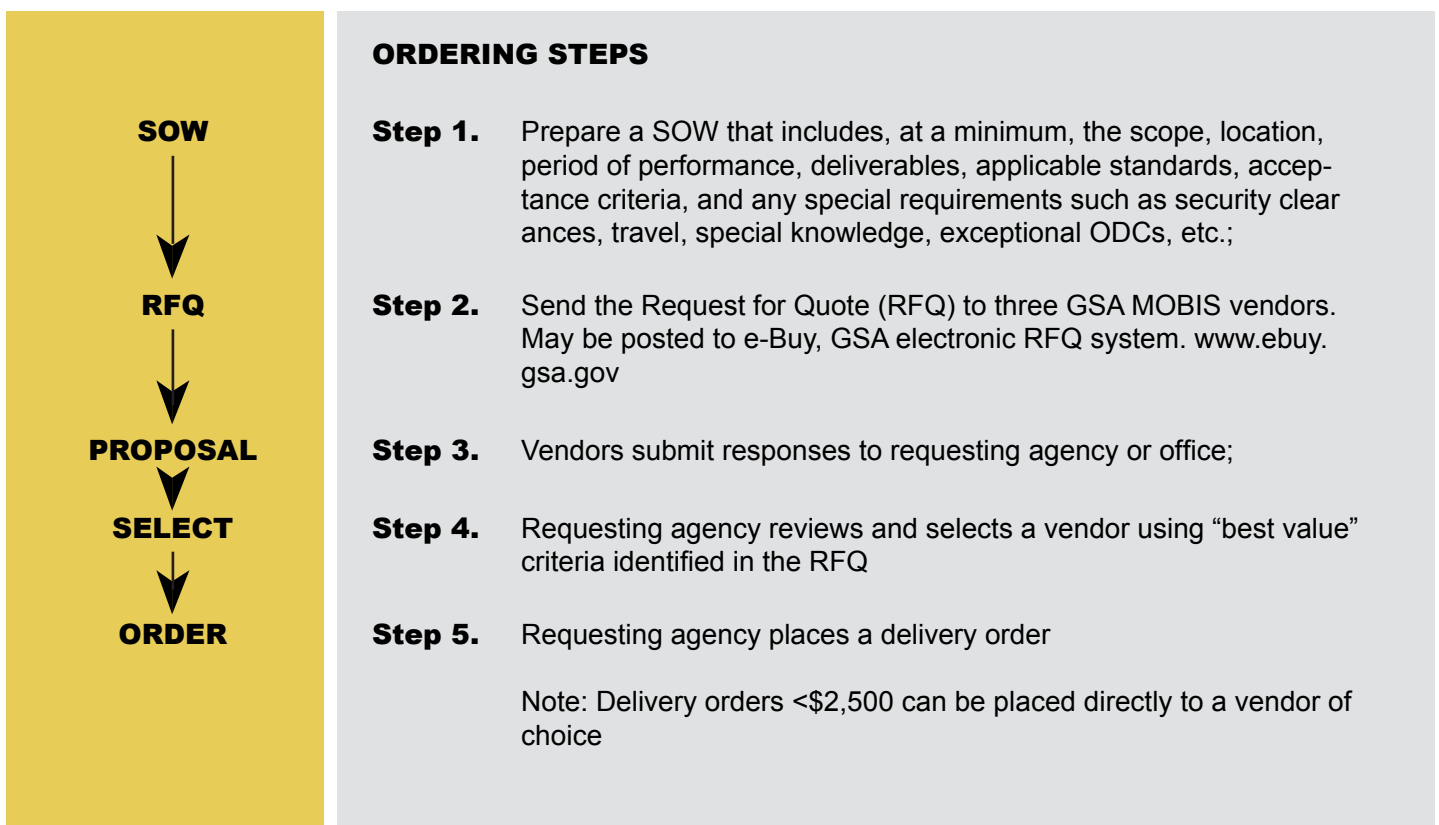 ORDERING STEPS
SOW
Step 1. Prepare a SOW that includes, at a minimum, the scope, location,
period of performance, deliverables, applicable standards, accep-
tance criteria, and any special requirements such as security clear
ances, travel, special knowledge, exceptional ODCs, etc.;
RFQ
Step 2. Send the Request for Quote (RFQ) to three GSA MOBIS vendors.
May be posted to e-Buy, GSA electronic RFQ system. www.ebuy.
gsa.gov
PROPOSAL
Step 3. Vendors submit responses to requesting agency or office;
SELECT
Step 4. Requesting agency reviews and selects a vendor using “best value”
criteria identified in the RFQ
ORDER
Step 5. Requesting agency places a delivery order
Note: Delivery orders <$2,500 can be placed directly to a vendor of
choice